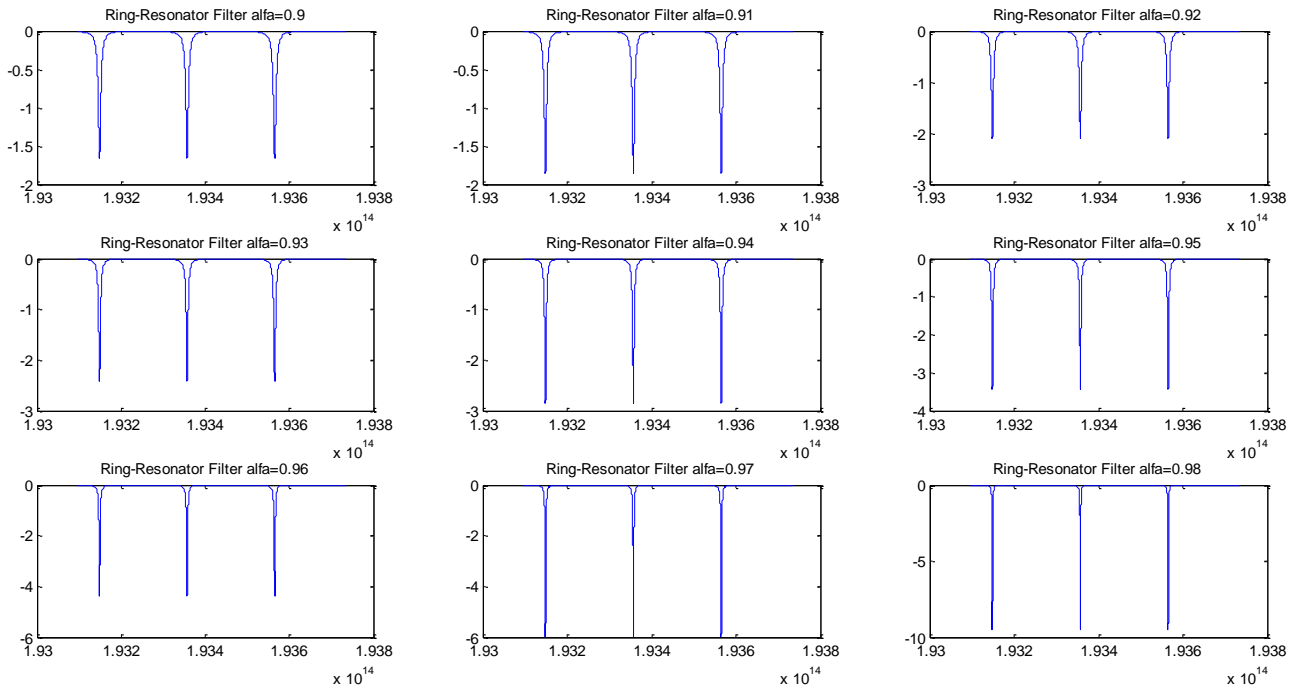 Ring-Resonator Filter alfa=0.9
0
-0.5
-1
-1.5
-2
1.93 1.932 1.934 1.936 1.938
x 10^14
Ring-Resonator Filter alfa=0.91
0
-0.5
-1
-1.5
-2
1.93 1.932 1.934 1.936 1.938
x 10^14
Ring-Resonator Filter alfa=0.92
0
-1
-2
-3
1.93 1.932 1.934 1.936 1.938
x 10^14
Ring-Resonator Filter alfa=0.93
0
-1
-2
-3
1.93 1.932 1.934 1.936 1.938
x 10^14
Ring-Resonator Filter alfa=0.94
0
-1
-2
-3
1.93 1.932 1.934 1.936 1.938
x 10^14
Ring-Resonator Filter alfa=0.95
0
-1
-2
-3
-4
1.93 1.932 1.934 1.936 1.938
x 10^14
Ring-Resonator Filter alfa=0.96
0
-2
-4
-6
1.93 1.932 1.934 1.936 1.938
x 10^14
Ring-Resonator Filter alfa=0.97
0
-2
-4
-6
1.93 1.932 1.934 1.936 1.938
x 10^14
Ring-Resonator Filter alfa=0.98
0
-5
-10
1.93 1.932 1.934 1.936 1.938
x 10^14